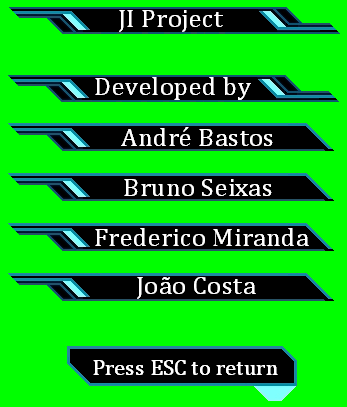 JI Project
Developed by
André Bastos
Bruno Seixas
Frederico Miranda
João Costa
Press ESC to return